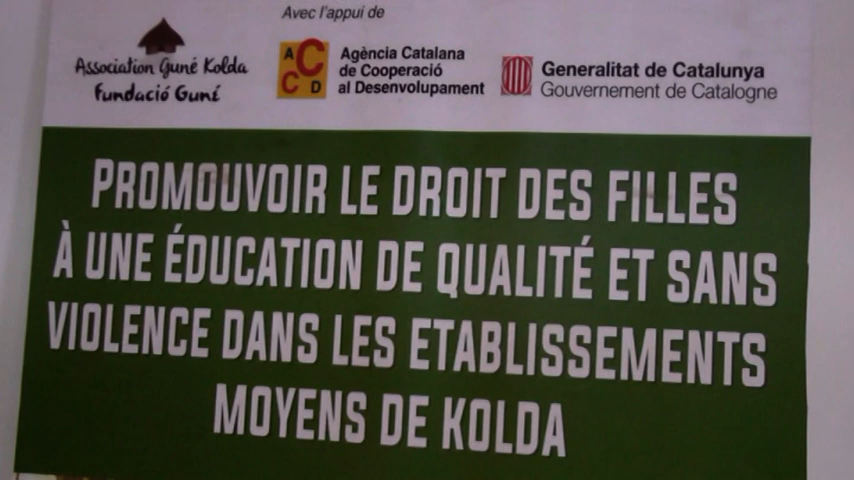 Avec l'appui de
Association Guné Kolda
Fundació Guné
A C C D
Agència Catalana
de Cooperació
al Desenvolupament
Generalitat de Catalunya
Gouvernement de Catalogne
PROMOUVOIR LE DROIT DES FILLES
À UNE ÉDUCATION DE QUALITÉ ET SANS
VIOLENCE DANS LES ETABLISSEMENTS
MOYENS DE KOLDA